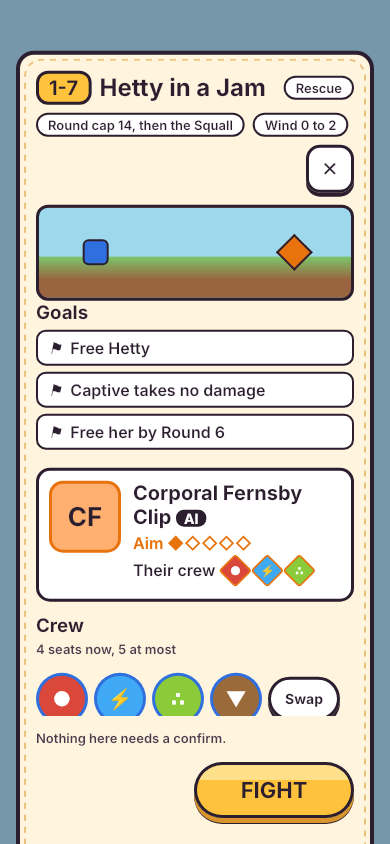 1-7 Hetty in a Jam Rescue
Round cap 14, then the Squall Wind 0 to 2
×
Goals
Free Hetty
Captive takes no damage
Free her by Round 6
CF
Corporal Fernsby
Clip AI
Aim
Their crew
Crew
4 seats now, 5 at most
Swap
Nothing here needs a confirm.
FIGHT